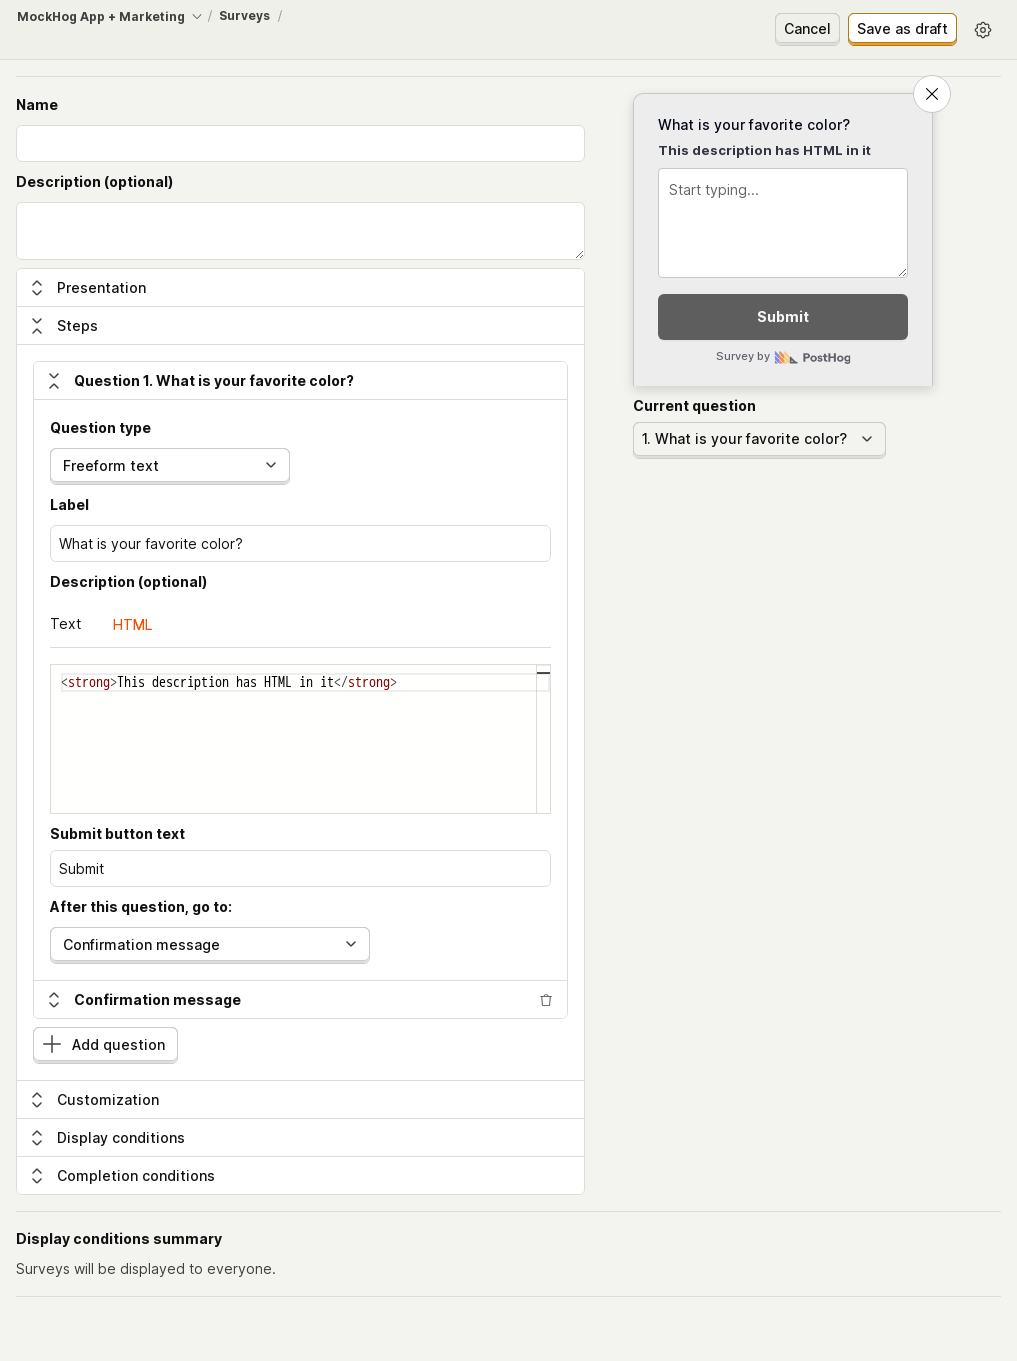 MockHog App + Marketing / Surveys /
Cancel
Save as draft
Name
Description (optional)
Presentation
Steps
Question 1. What is your favorite color?
Question type
Freeform text
Label
What is your favorite color?
Description (optional)
Text
HTML
<strong>This description has HTML in it</strong>
Submit button text
Submit
After this question, go to:
Confirmation message
Confirmation message
Add question
Customization
Display conditions
Completion conditions
What is your favorite color?
This description has HTML in it
Start typing...
Submit
Survey by PostHog
Current question
1. What is your favorite color?
Display conditions summary
Surveys will be displayed to everyone.